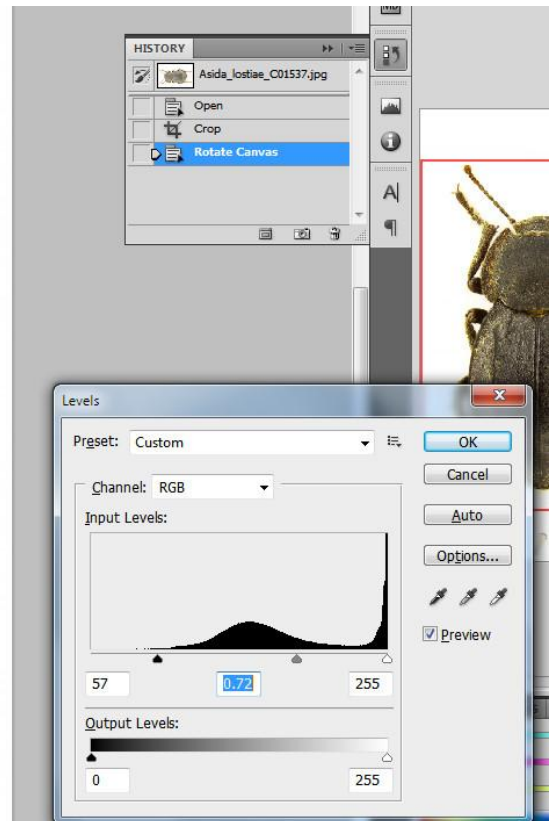 Mb
HISTORY
Asida_lostiae_C01537.jpg
Open
Crop
Rotate Canvas
A
Levels
Preset: Custom
OK
Channel: RGB
Cancel
Input Levels:
Auto
Options...
Preview
57 0.72 255
Output Levels:
0 255